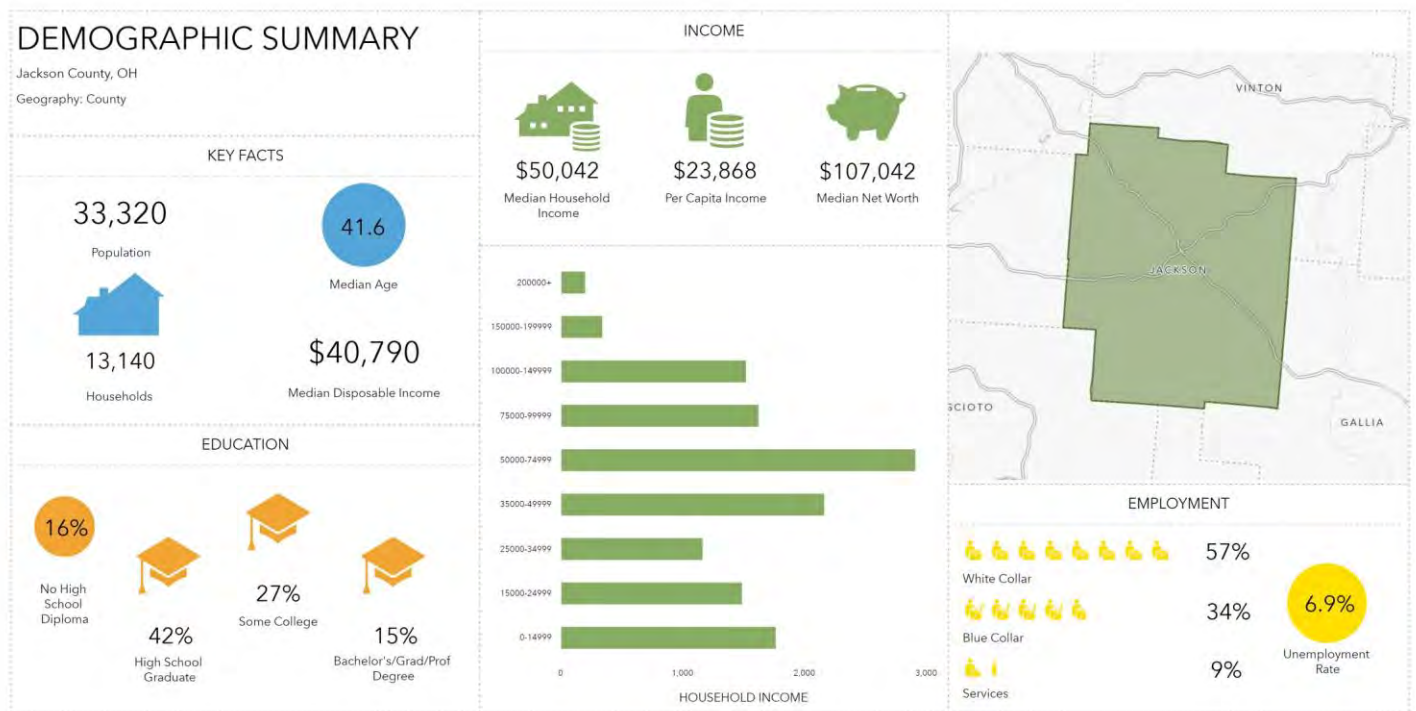 DEMOGRAPHIC SUMMARY
Jackson County, OH
Geography: County
KEY FACTS
33,320
Population
41.6
Median Age
13,140
Households
$40,790
Median Disposable Income
EDUCATION
16%
No High
School
Diploma
42%
High School
Graduate
27%
Some College
15%
Bachelor's/Grad/Prof
Degree
INCOME
$50,042
Median Household
Income
$23,868
Per Capita Income
$107,042
Median Net Worth
200000+
150000-199999
100000-149999
75000-99999
50000-74999
35000-49999
25000-34999
15000-24999
0-14999
0 1,000 2,000 3,000
HOUSEHOLD INCOME
VINTON
JACKSON
SCIOTO
GALLIA
EMPLOYMENT
57%
White Collar
34%
Blue Collar
9%
Services
6.9%
Unemployment
Rate